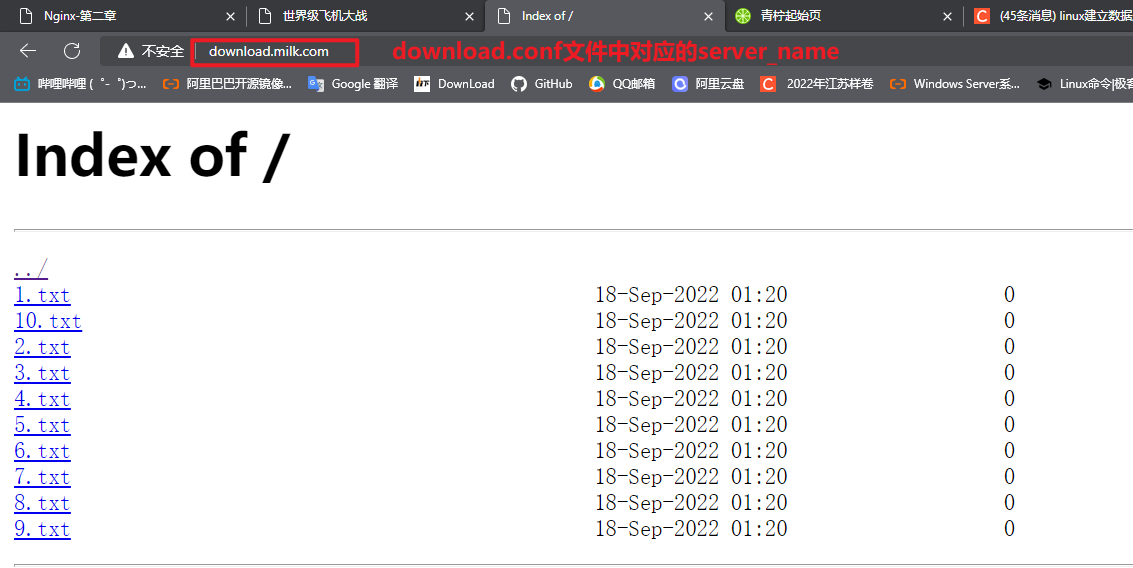 Nginx-第二章
世界级飞机大战
Index of /
青柠起始页
(45条消息) linux建立数据
不安全 download.milk.com download.conf文件中对应的server_name
哔哩哔哩 (゜-゜)つ...
阿里巴巴开源镜像...
Google 翻译
DownLoad
GitHub
QQ邮箱
阿里云盘
2022年江苏样卷
Windows Server系...
Linux命令|极客
Index of /
../
1.txt 18-Sep-2022 01:20 0
10.txt 18-Sep-2022 01:20 0
2.txt 18-Sep-2022 01:20 0
3.txt 18-Sep-2022 01:20 0
4.txt 18-Sep-2022 01:20 0
5.txt 18-Sep-2022 01:20 0
6.txt 18-Sep-2022 01:20 0
7.txt 18-Sep-2022 01:20 0
8.txt 18-Sep-2022 01:20 0
9.txt 18-Sep-2022 01:20 0